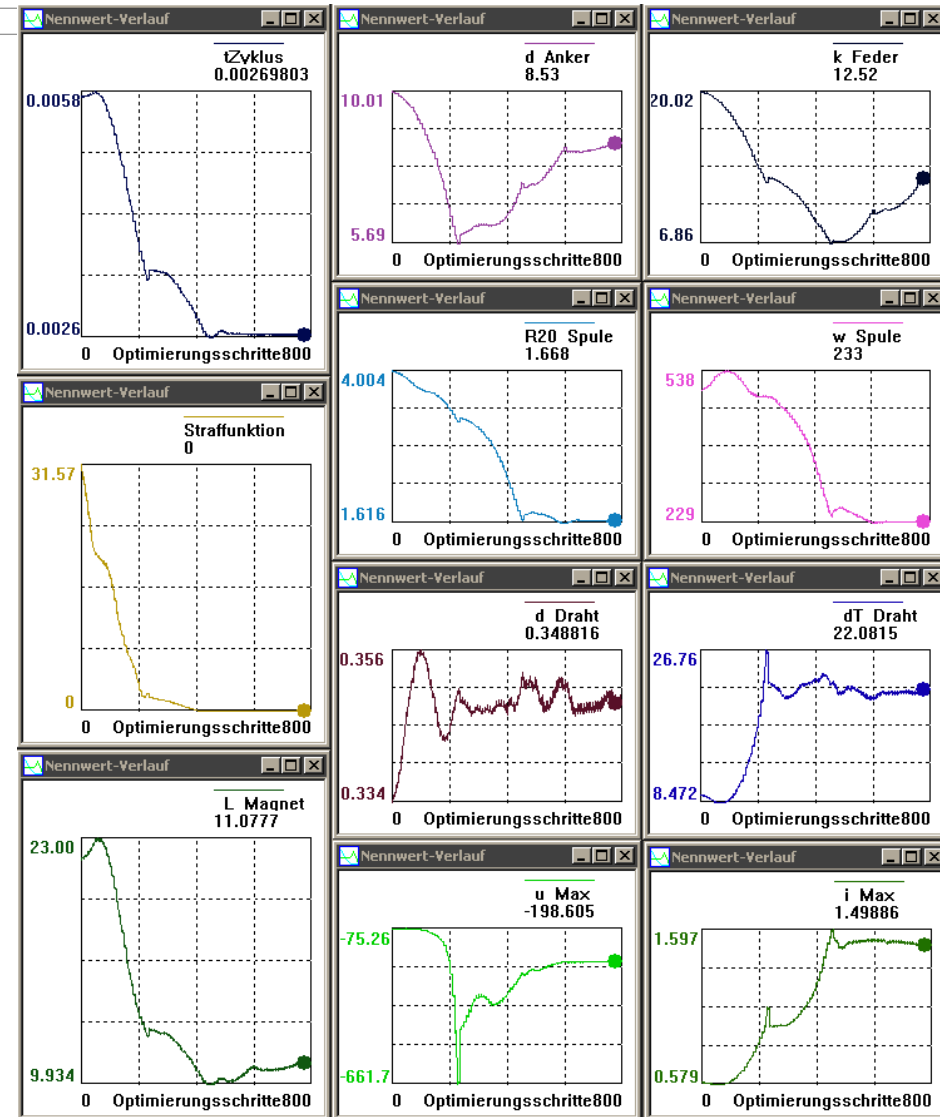 Nennwert-Verlauf
tZyklus
0.00269803
0.0058
0.0026
0 Optimierungsschritte800
Nennwert-Verlauf
Straffunktion
0
31.57
0
0 Optimierungsschritte800
Nennwert-Verlauf
L Magnet
11.0777
23.00
9.934
0 Optimierungsschritte800
Nennwert-Verlauf
d Anker
8.53
10.01
5.69
0 Optimierungsschritte800
Nennwert-Verlauf
R20 Spule
1.668
4.004
1.616
0 Optimierungsschritte800
Nennwert-Verlauf
d Draht
0.348816
0.356
0.334
0 Optimierungsschritte800
Nennwert-Verlauf
u Max
-198.605
-75.26
-661.7
0 Optimierungsschritte800
Nennwert-Verlauf
k Feder
12.52
20.02
6.86
0 Optimierungsschritte800
Nennwert-Verlauf
w Spule
233
538
229
0 Optimierungsschritte800
Nennwert-Verlauf
dT Draht
22.0815
26.76
8.472
0 Optimierungsschritte800
Nennwert-Verlauf
i Max
1.49886
1.597
0.579
0 Optimierungsschritte800